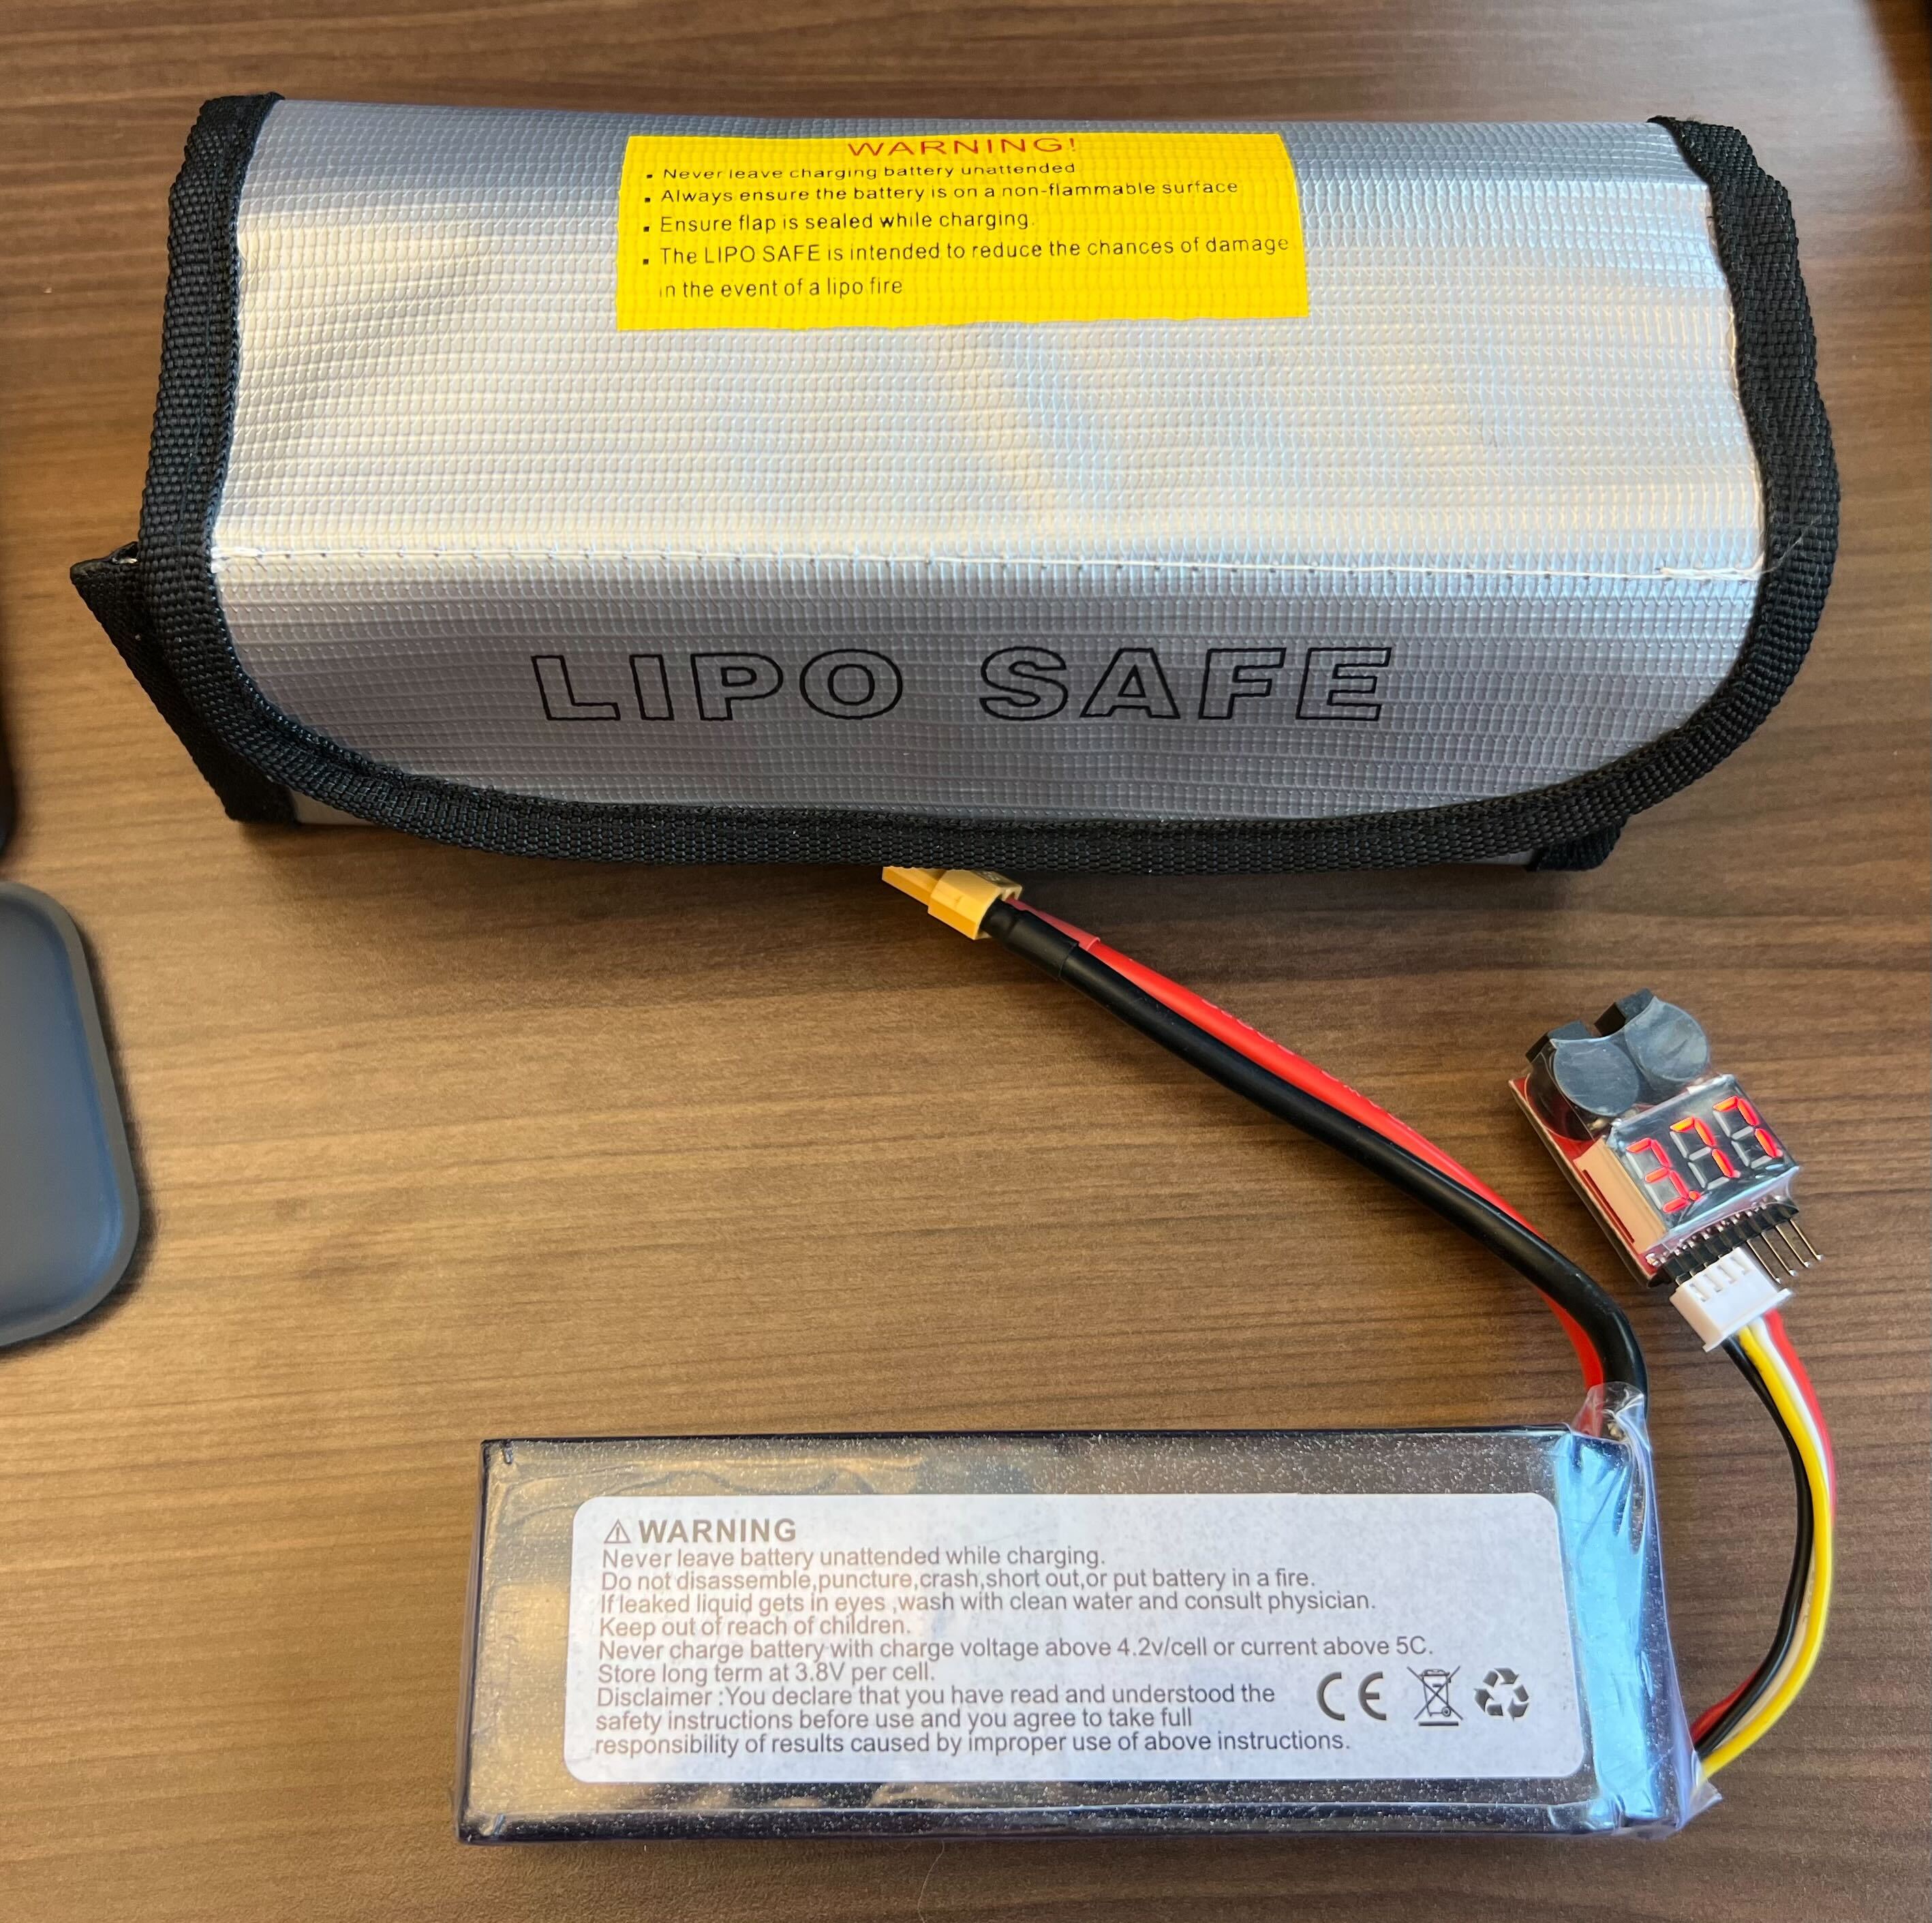 WARNING!
▪ Never leave charging battery unattended
▪ Always ensure the battery is on a non-flammable surface
▪ Ensure flap is sealed while charging.
▪ The LIPO SAFE is intended to reduce the chances of damage
in the event of a lipo fire
LIPO SAFE
3.77
⚠ WARNING
Never leave battery unattended while charging.
Do not disassemble,puncture,crash,short out,or put battery in a fire.
If leaked liquid gets in eyes ,wash with clean water and consult physician.
Keep out of reach of children.
Never charge battery with charge voltage above 4.2v/cell or current above 5C.
Store long term at 3.8V per cell.
Disclaimer :You declare that you have read and understood the
safety instructions before use and you agree to take full
responsibility of results caused by improper use of above instructions.
CE